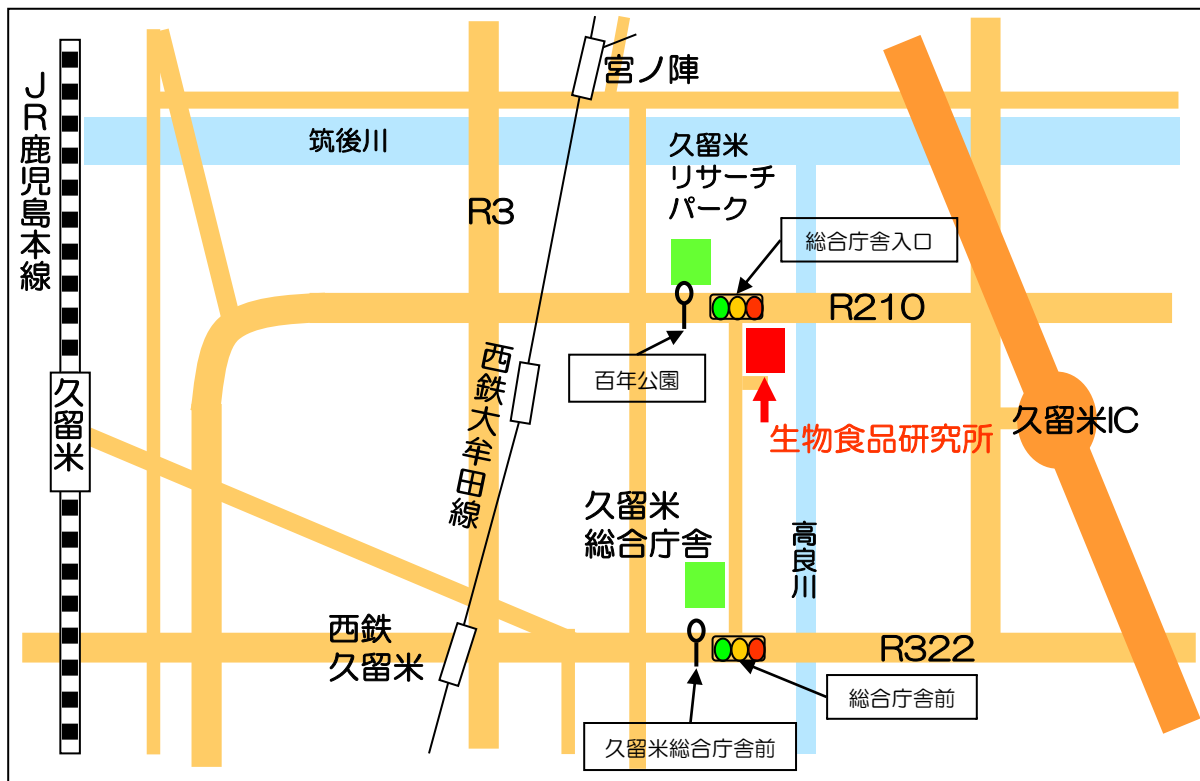 宮ノ陣
JR鹿児島本線
筑後川
久留米
リサーチ
パーク
R3
総合庁舎入口
R210
西鉄大牟田線
百年公園
久留米
久留米IC
生物食品研究所
久留米
総合庁舎
高良川
西鉄
久留米
R322
総合庁舎前
久留米総合庁舎前